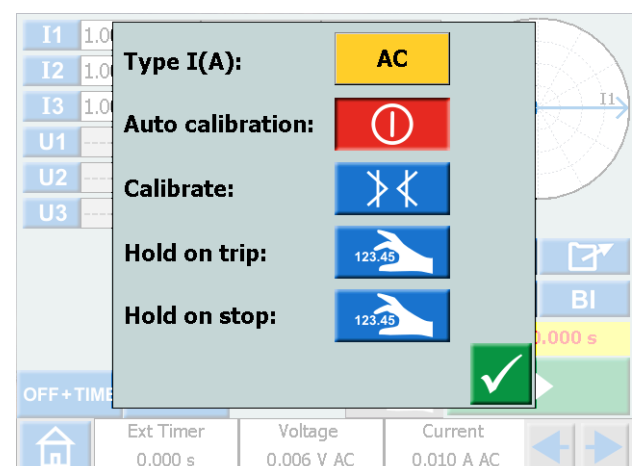 I1 1.0
I2 1.0
I3 1.0
U1 ---
U2 ---
U3 ---
I1
Type I(A): AC
Auto calibration:
Calibrate:
Hold on trip: 123.45
Hold on stop: 123.45
BI
0.000 s
OFF+TIME
Ext Timer Voltage Current
0.000 s 0.006 V AC 0.010 A AC